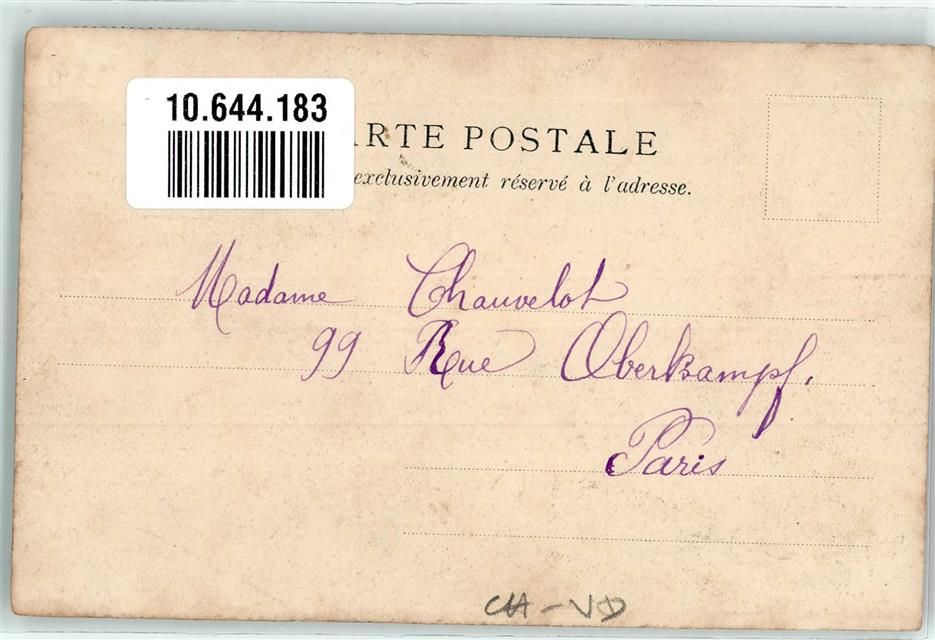 10.644.183
ARTE POSTALE
exclusivement réservé à l'adresse.
Madame Chauvelot
99 Rue Oberkampf.
Paris
CH-VD